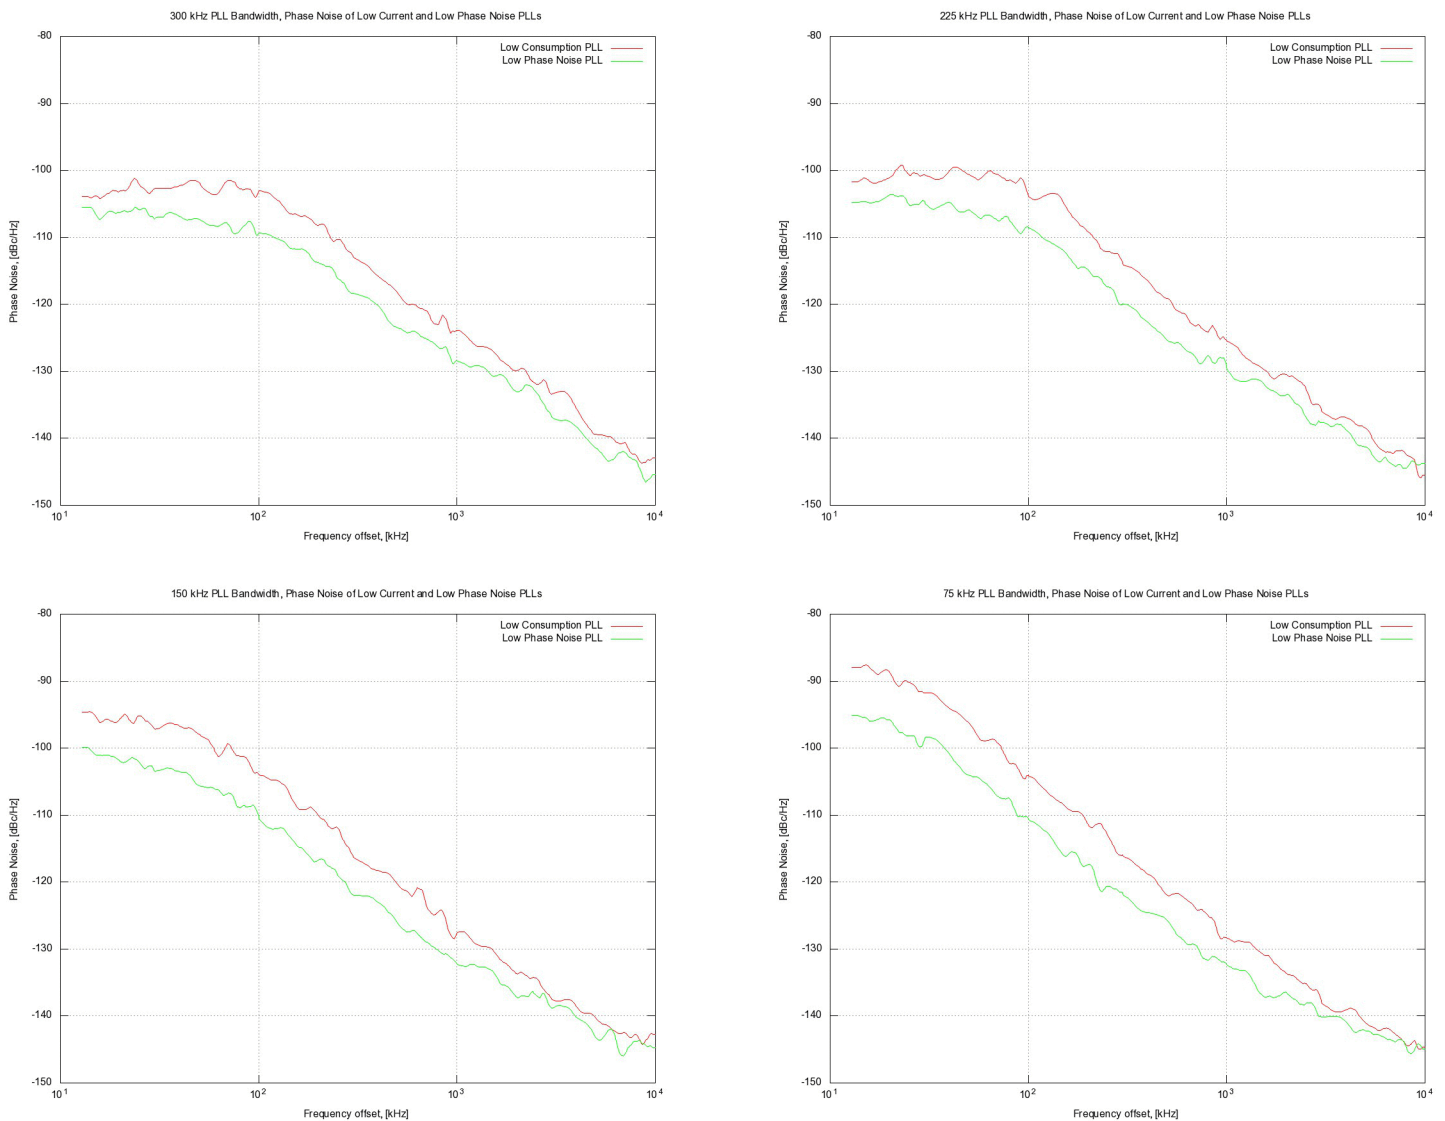 300 kHz PLL Bandwidth, Phase Noise of Low Current and Low Phase Noise PLLs
-80
Low Consumption PLL
Low Phase Noise PLL
-90
-100
-110
-120
-130
-140
-150
Phase Noise, [dBc/Hz]
10^1 10^2 10^3 10^4
Frequency offset, [kHz]
225 kHz PLL Bandwidth, Phase Noise of Low Current and Low Phase Noise PLLs
-80
Low Consumption PLL
Low Phase Noise PLL
-90
-100
-110
-120
-130
-140
-150
Phase Noise, [dBc/Hz]
10^1 10^2 10^3 10^4
Frequency offset, [kHz]
150 kHz PLL Bandwidth, Phase Noise of Low Current and Low Phase Noise PLLs
-80
Low Consumption PLL
Low Phase Noise PLL
-90
-100
-110
-120
-130
-140
-150
Phase Noise, [dBc/Hz]
10^1 10^2 10^3 10^4
Frequency offset, [kHz]
75 kHz PLL Bandwidth, Phase Noise of Low Current and Low Phase Noise PLLs
-80
Low Consumption PLL
Low Phase Noise PLL
-90
-100
-110
-120
-130
-140
-150
Phase Noise, [dBc/Hz]
10^1 10^2 10^3 10^4
Frequency offset, [kHz]